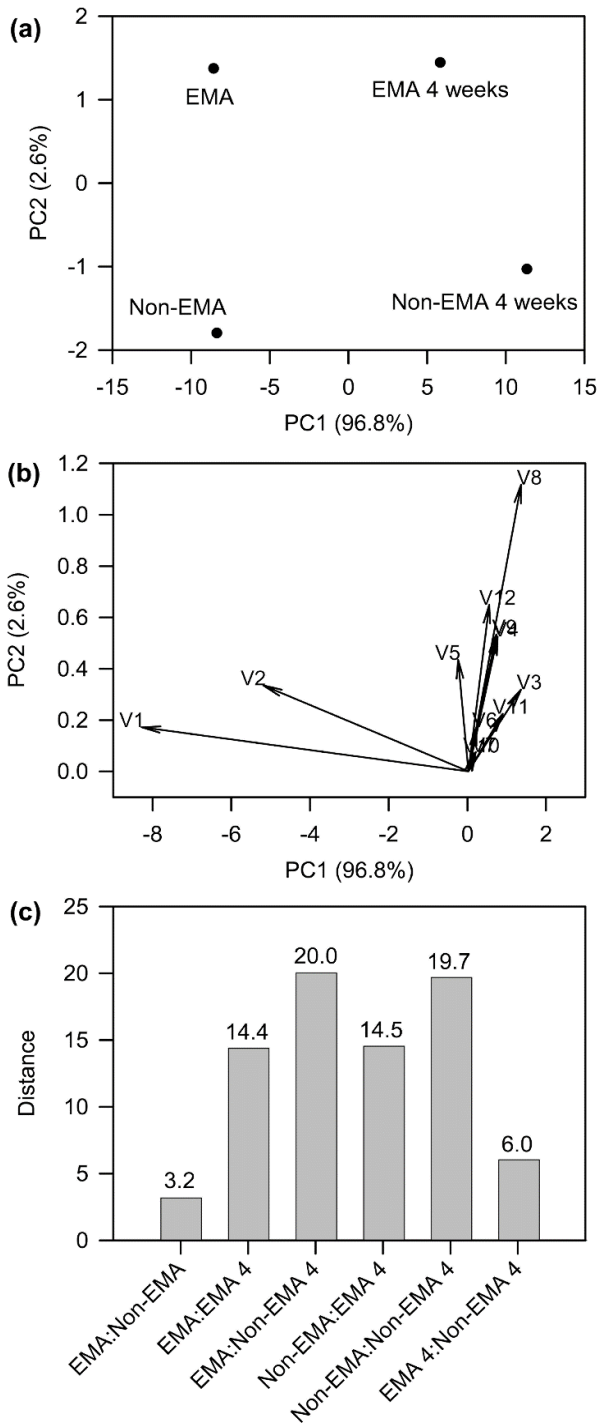 (a)
2
1
0
-1
-2
PC2 (2.6%)
EMA
EMA 4 weeks
Non-EMA
Non-EMA 4 weeks
-15 -10 -5 0 5 10 15
PC1 (96.8%)
(b)
1.2
1.0
0.8
0.6
0.4
0.2
0.0
PC2 (2.6%)
V8
V12
V9
V4
V5
V2
V3
V11
V6
V1
-8 -6 -4 -2 0 2
PC1 (96.8%)
(c)
25
20
15
10
5
0
Distance
3.2
14.4
20.0
14.5
19.7
6.0
EMA:Non-EMA
EMA:EMA 4
EMA:Non-EMA 4
Non-EMA:EMA 4
Non-EMA:Non-EMA 4
EMA 4:Non-EMA 4